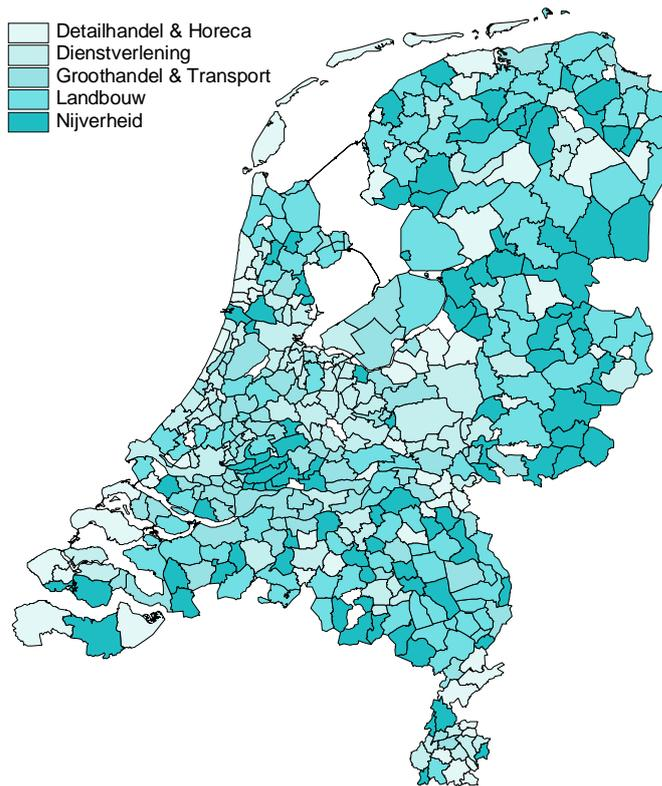 Detailhandel & Horeca
Dienstverlening
Groothandel & Transport
Landbouw
Nijverheid